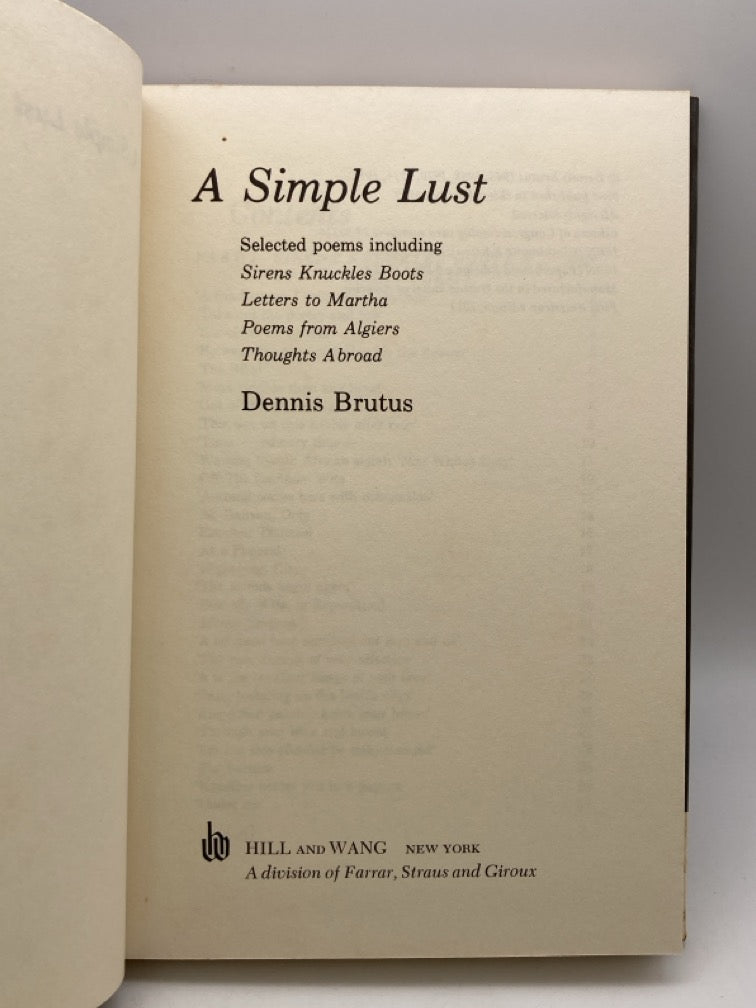 A Simple Lust
Selected poems including
Sirens Knuckles Boots
Letters to Martha
Poems from Algiers
Thoughts Abroad
Dennis Brutus
HILL AND WANG NEW YORK
A division of Farrar, Straus and Giroux